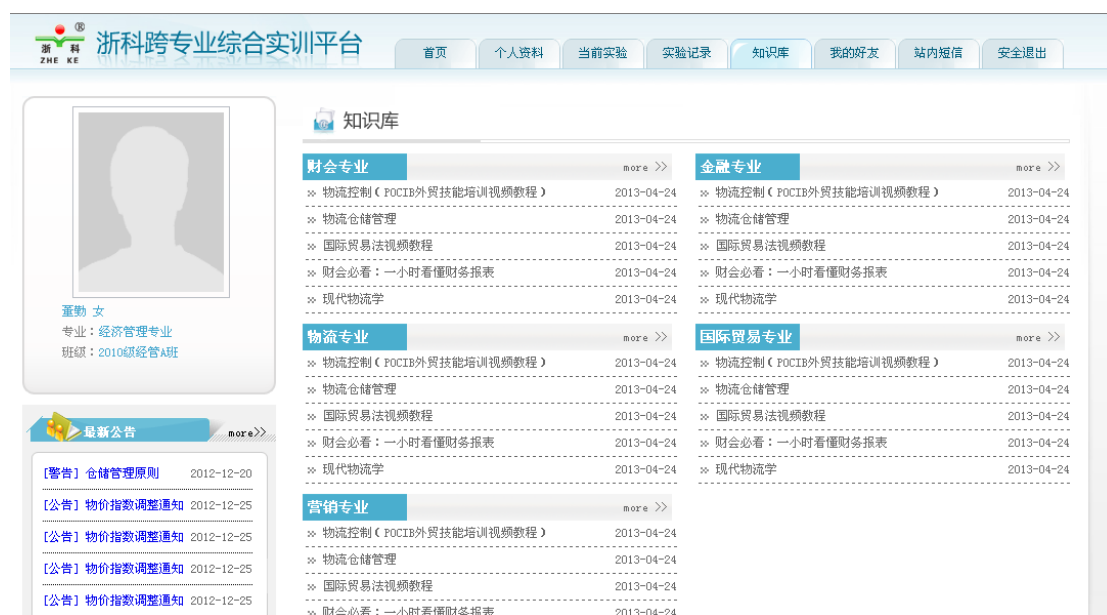 浙科 ®
ZHE KE
浙科跨专业综合实训平台
首页 个人资料 当前实验 实验记录 知识库 我的好友 站内短信 安全退出
董勤 女
专业：经济管理专业
班级：2010级经管A班
最新公告 more>>
[警告] 仓储管理原则 2012-12-20
[公告] 物价指数调整通知 2012-12-25
[公告] 物价指数调整通知 2012-12-25
[公告] 物价指数调整通知 2012-12-25
[公告] 物价指数调整通知 2012-12-25
知识库
财会专业 more >>
» 物流控制（POCIB外贸技能培训视频教程） 2013-04-24
» 物流仓储管理 2013-04-24
» 国际贸易法视频教程 2013-04-24
» 财会必看：一小时看懂财务报表 2013-04-24
» 现代物流学 2013-04-24
金融专业 more >>
» 物流控制（POCIB外贸技能培训视频教程） 2013-04-24
» 物流仓储管理 2013-04-24
» 国际贸易法视频教程 2013-04-24
» 财会必看：一小时看懂财务报表 2013-04-24
» 现代物流学 2013-04-24
物流专业 more >>
» 物流控制（POCIB外贸技能培训视频教程） 2013-04-24
» 物流仓储管理 2013-04-24
» 国际贸易法视频教程 2013-04-24
» 财会必看：一小时看懂财务报表 2013-04-24
» 现代物流学 2013-04-24
国际贸易专业 more >>
» 物流控制（POCIB外贸技能培训视频教程） 2013-04-24
» 物流仓储管理 2013-04-24
» 国际贸易法视频教程 2013-04-24
» 财会必看：一小时看懂财务报表 2013-04-24
» 现代物流学 2013-04-24
营销专业 more >>
» 物流控制（POCIB外贸技能培训视频教程） 2013-04-24
» 物流仓储管理 2013-04-24
» 国际贸易法视频教程 2013-04-24
» 财会必看：一小时看懂财务报表 2013-04-24